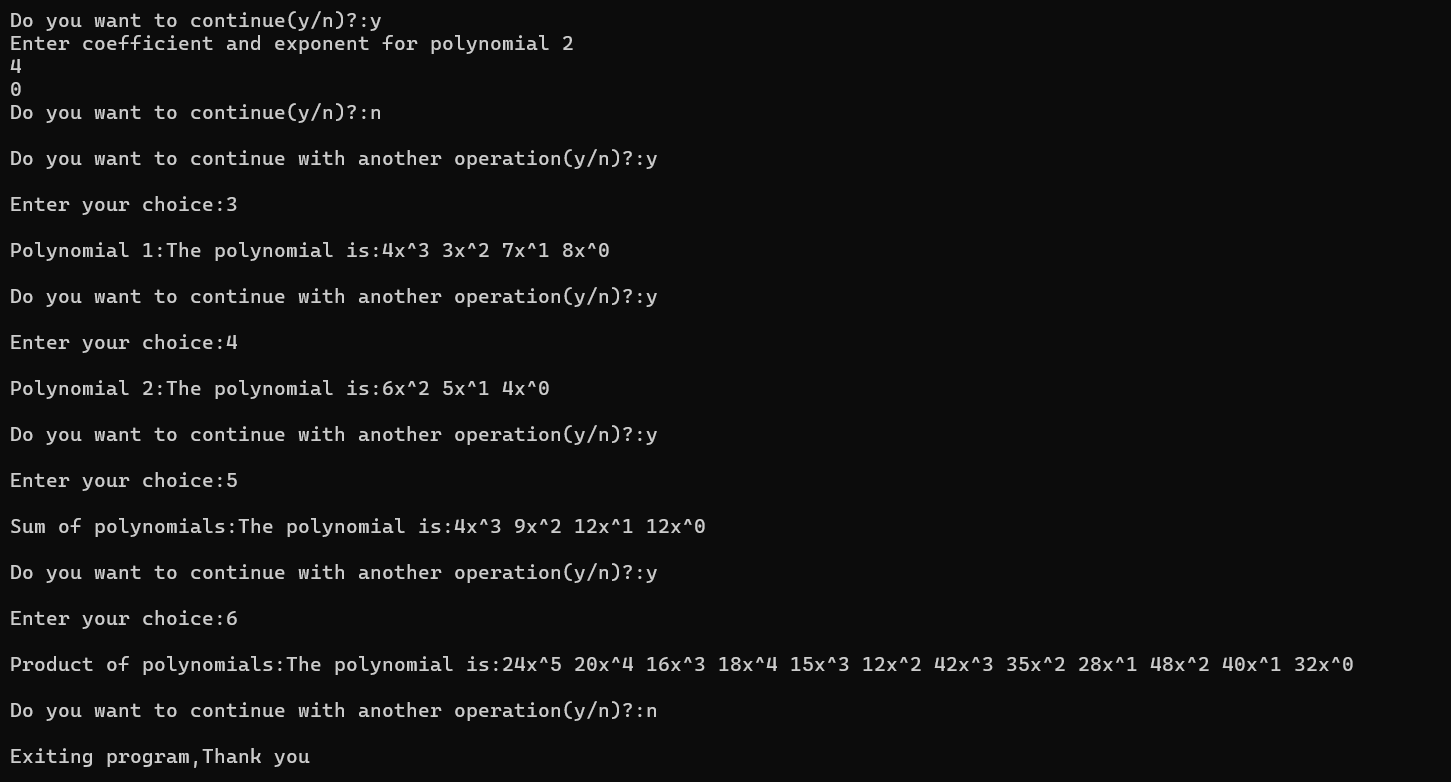 Do you want to continue(y/n)?:y
Enter coefficient and exponent for polynomial 2
4
0
Do you want to continue(y/n)?:n
Do you want to continue with another operation(y/n)?:y
Enter your choice:3
Polynomial 1:The polynomial is:4x^3 3x^2 7x^1 8x^0
Do you want to continue with another operation(y/n)?:y
Enter your choice:4
Polynomial 2:The polynomial is:6x^2 5x^1 4x^0
Do you want to continue with another operation(y/n)?:y
Enter your choice:5
Sum of polynomials:The polynomial is:4x^3 9x^2 12x^1 12x^0
Do you want to continue with another operation(y/n)?:y
Enter your choice:6
Product of polynomials:The polynomial is:24x^5 20x^4 16x^3 18x^4 15x^3 12x^2 42x^3 35x^2 28x^1 48x^2 40x^1 32x^0
Do you want to continue with another operation(y/n)?:n
Exiting program,Thank you